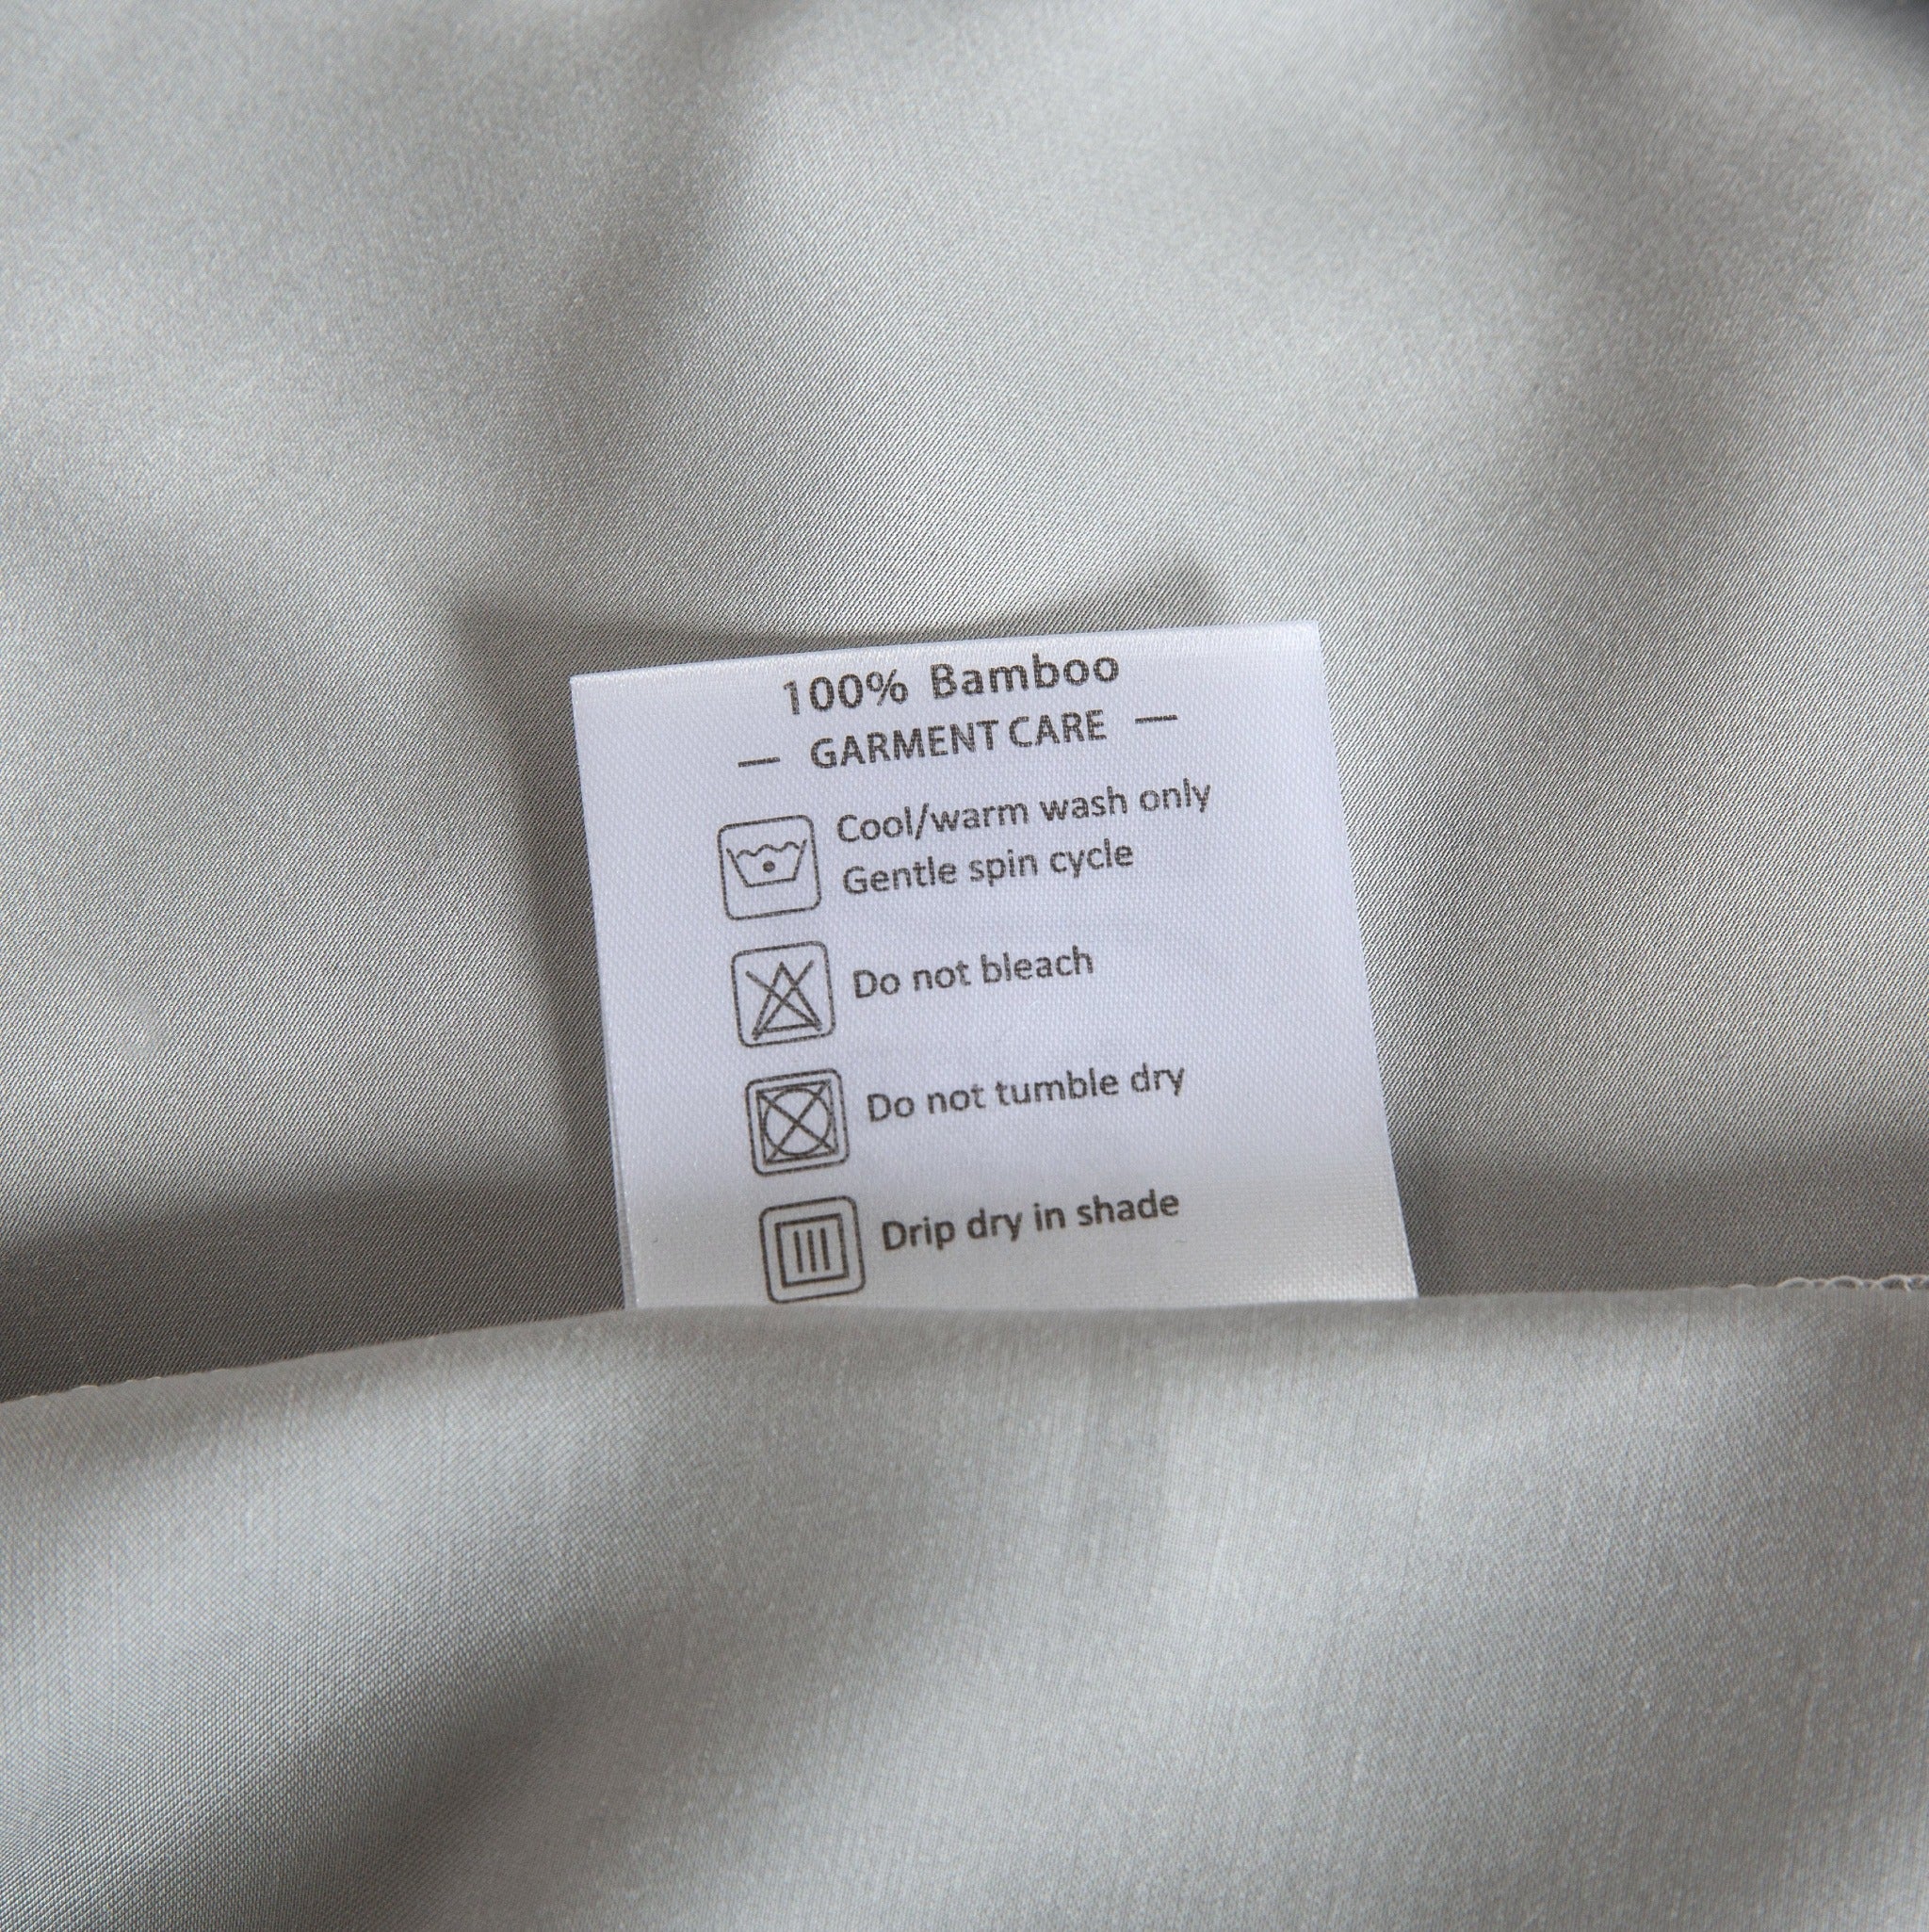 100% Bamboo
— GARMENT CARE —
Cool/warm wash only
Gentle spin cycle
Do not bleach
Do not tumble dry
Drip dry in shade